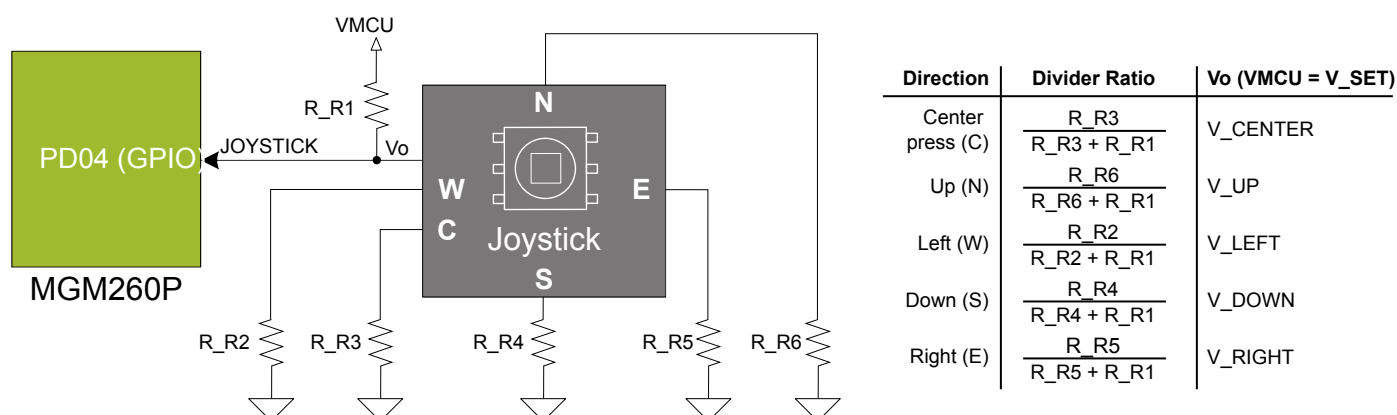 VMCU
R_R1
PD04 (GPIO)
JOYSTICK
Vo
N
W
E
C
Joystick
S
MGM260P
R_R2
R_R3
R_R4
R_R5
R_R6
Direction Divider Ratio Vo (VMCU = V_SET)
Center
press (C)
R_R3
R_R3 + R_R1
V_CENTER
Up (N)
R_R6
R_R6 + R_R1
V_UP
Left (W)
R_R2
R_R2 + R_R1
V_LEFT
Down (S)
R_R4
R_R4 + R_R1
V_DOWN
Right (E)
R_R5
R_R5 + R_R1
V_RIGHT